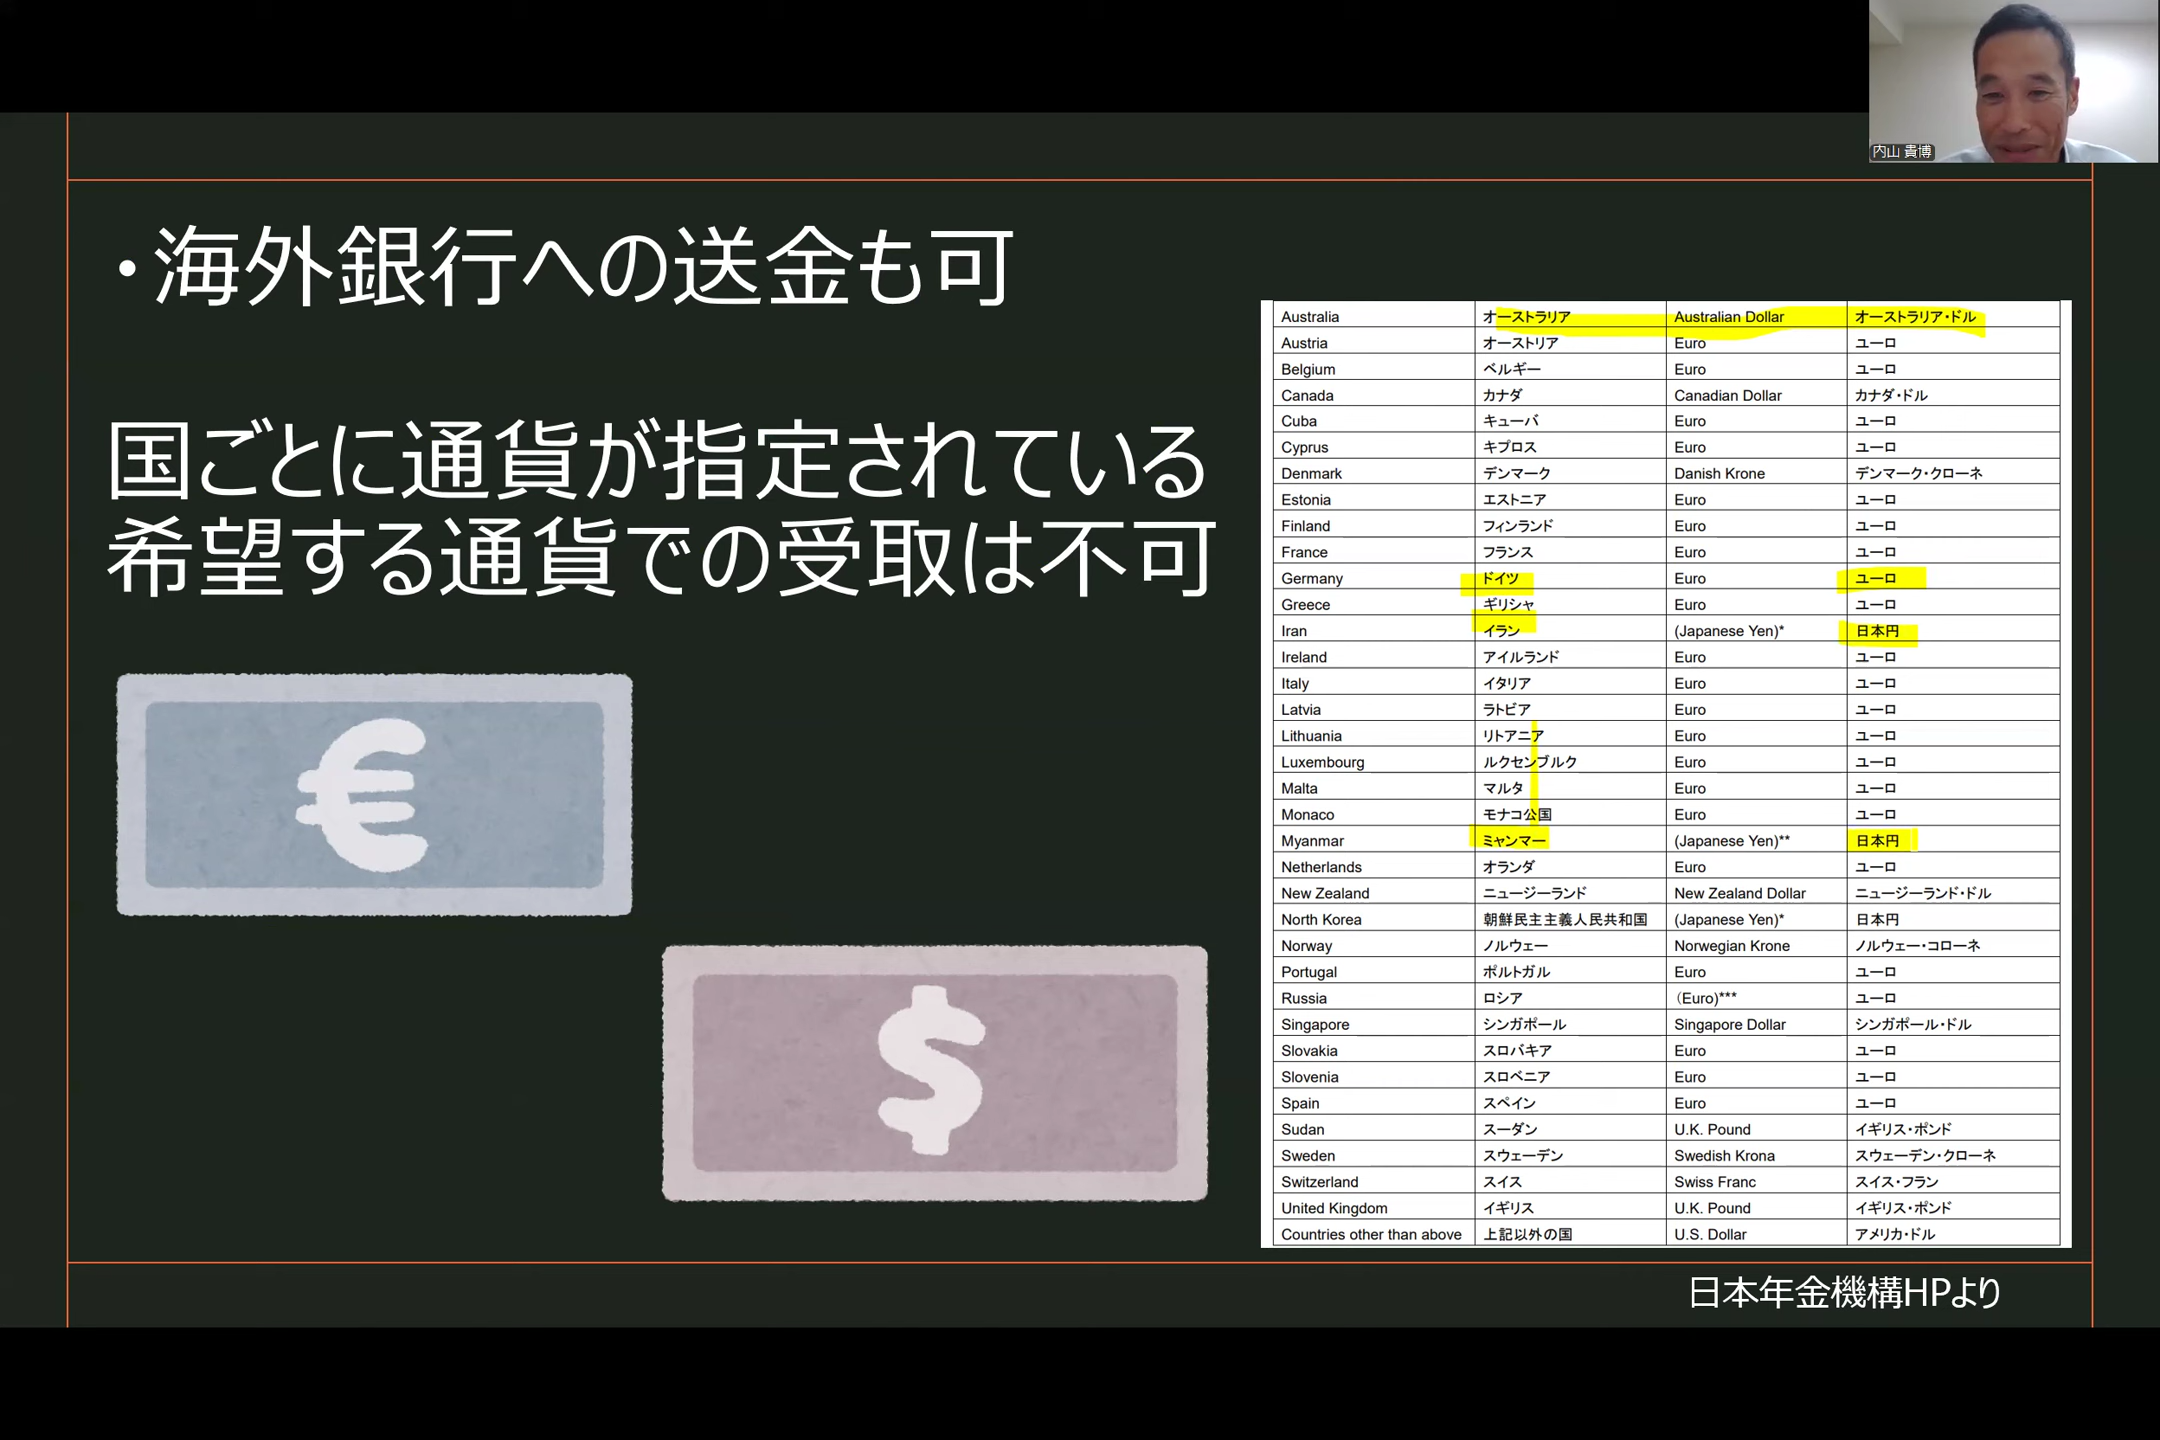 内山 貴博
・海外銀行への送金も可
国ごとに通貨が指定されている
希望する通貨での受取は不可
€
$
Australia オーストラリア Australian Dollar オーストラリア・ドル
Austria オーストリア Euro ユーロ
Belgium ベルギー Euro ユーロ
Canada カナダ Canadian Dollar カナダ・ドル
Cuba キューバ Euro ユーロ
Cyprus キプロス Euro ユーロ
Denmark デンマーク Danish Krone デンマーク・クローネ
Estonia エストニア Euro ユーロ
Finland フィンランド Euro ユーロ
France フランス Euro ユーロ
Germany ドイツ Euro ユーロ
Greece ギリシャ Euro ユーロ
Iran イラン (Japanese Yen)* 日本円
Ireland アイルランド Euro ユーロ
Italy イタリア Euro ユーロ
Latvia ラトビア Euro ユーロ
Lithuania リトアニア Euro ユーロ
Luxembourg ルクセンブルク Euro ユーロ
Malta マルタ Euro ユーロ
Monaco モナコ公国 Euro ユーロ
Myanmar ミャンマー (Japanese Yen)** 日本円
Netherlands オランダ Euro ユーロ
New Zealand ニュージーランド New Zealand Dollar ニュージーランド・ドル
North Korea 朝鮮民主主義人民共和国 (Japanese Yen)* 日本円
Norway ノルウェー Norwegian Krone ノルウェー・コローネ
Portugal ポルトガル Euro ユーロ
Russia ロシア （Euro)*** ユーロ
Singapore シンガポール Singapore Dollar シンガポール・ドル
Slovakia スロバキア Euro ユーロ
Slovenia スロベニア Euro ユーロ
Spain スペイン Euro ユーロ
Sudan スーダン U.K. Pound イギリス・ポンド
Sweden スウェーデン Swedish Krona スウェーデン・クローネ
Switzerland スイス Swiss Franc スイス・フラン
United Kingdom イギリス U.K. Pound イギリス・ポンド
Countries other than above 上記以外の国 U.S. Dollar アメリカ・ドル
日本年金機構HPより